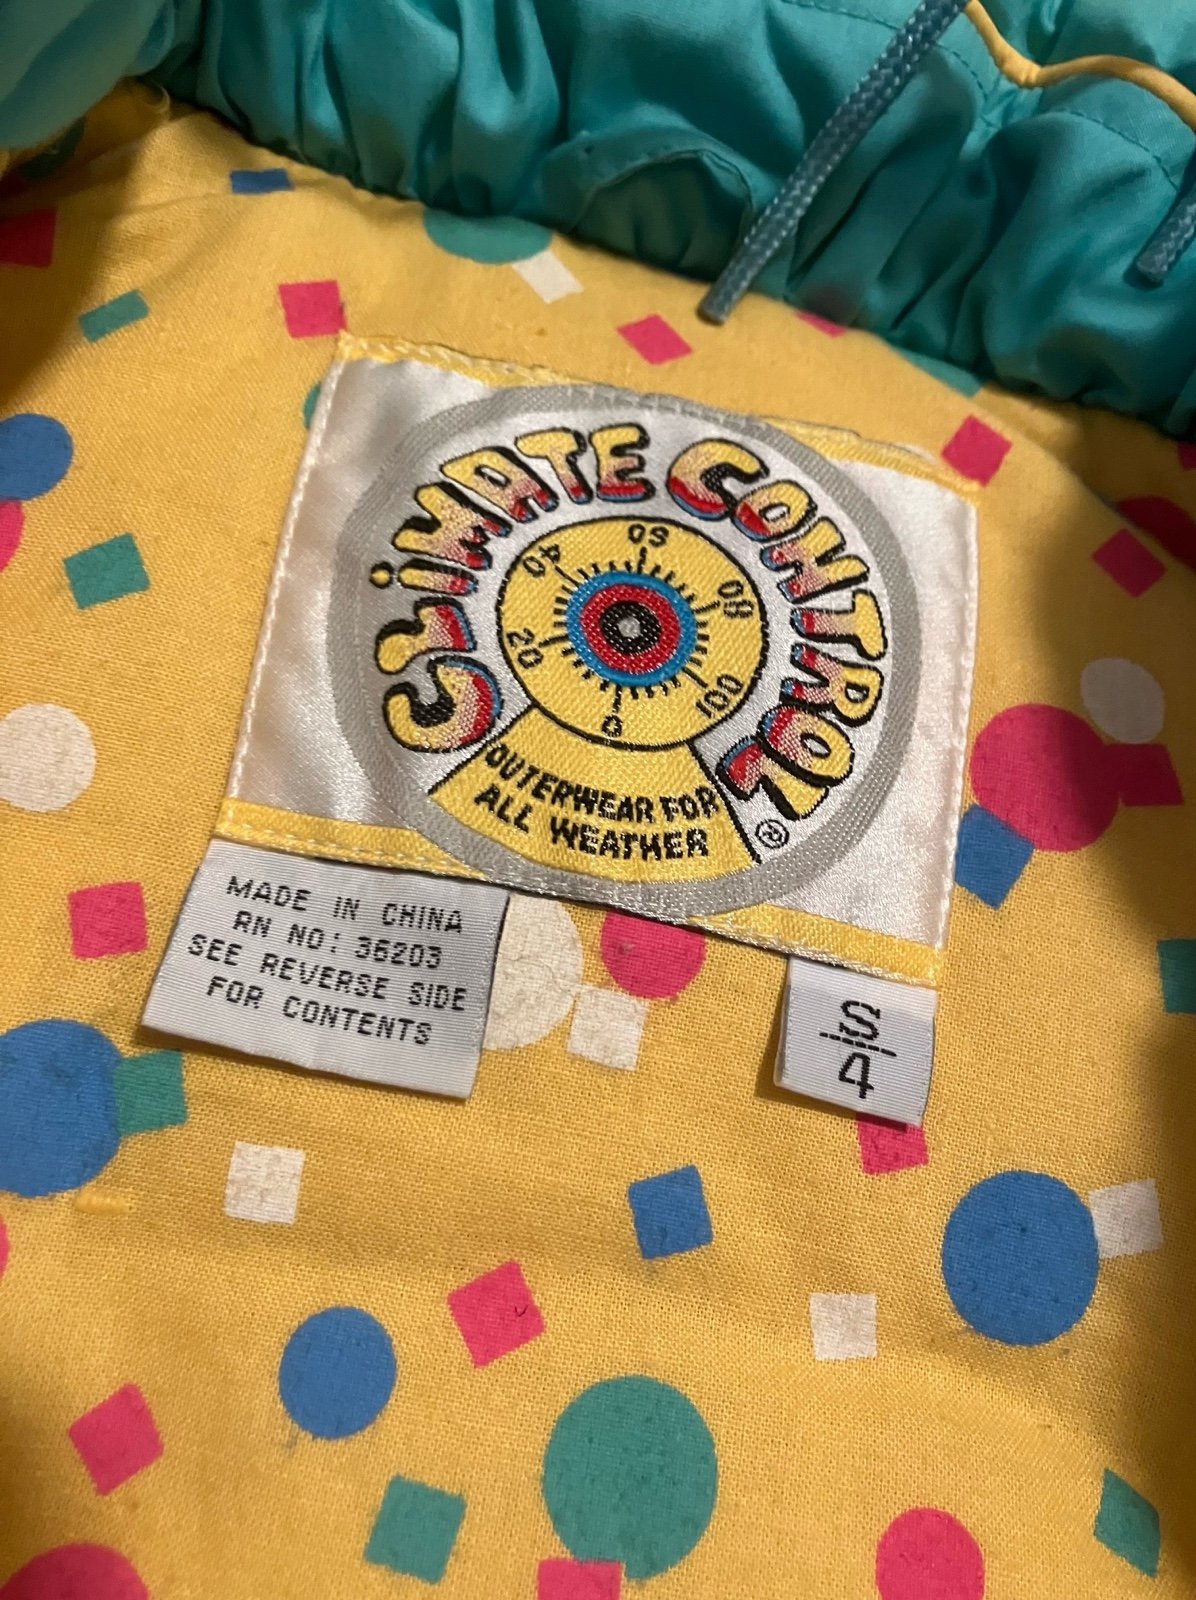 CLIMATE CONTROL
0 20 40 50 80 100
OUTERWEAR FOR
ALL WEATHER
®
MADE IN CHINA
RN NO: 36203
SEE REVERSE SIDE
FOR CONTENTS
S
4